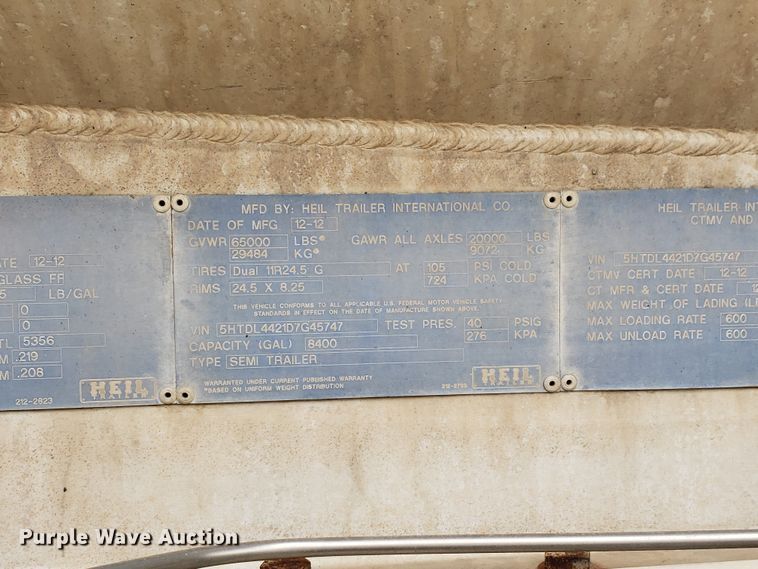 ATE 12-12
GLASS FF
5 LB/GAL
0
0
TL 5356
M .219
M .208
HEIL
TRAILER
212-2823
MFD BY: HEIL TRAILER INTERNATIONAL CO.
DATE OF MFG 12-12
GVWR 65000 LBS* GAWR ALL AXLES 20000 LBS
29484 KG* 9072 KG
TIRES Dual 11R24.5 G AT 105 PSI COLD
724 KPA COLD
RIMS 24.5 X 8.25
THIS VEHICLE CONFORMS TO ALL APPLICABLE U.S. FEDERAL MOTOR VEHICLE SAFETY
STANDARDS IN EFFECT ON THE DATE OF MANUFACTURE SHOWN ABOVE.
VIN 5HTDL4421D7G45747 TEST PRES. 40 PSIG
276 KPA
CAPACITY (GAL) 8400
TYPE SEMI TRAILER
WARRANTED UNDER CURRENT PUBLISHED WARRANTY
*BASED ON UNIFORM WEIGHT DISTRIBUTION
HEIL
TRAILER
HEIL TRAILER INT
CTMV AND
VIN 5HTDL4421D7G45747
CTMV CERT DATE 12-12
CT MFR & CERT DATE 12
MAX WEIGHT OF LADING (L
MAX LOADING RATE 600
MAX UNLOAD RATE 600
Purple Wave Auction